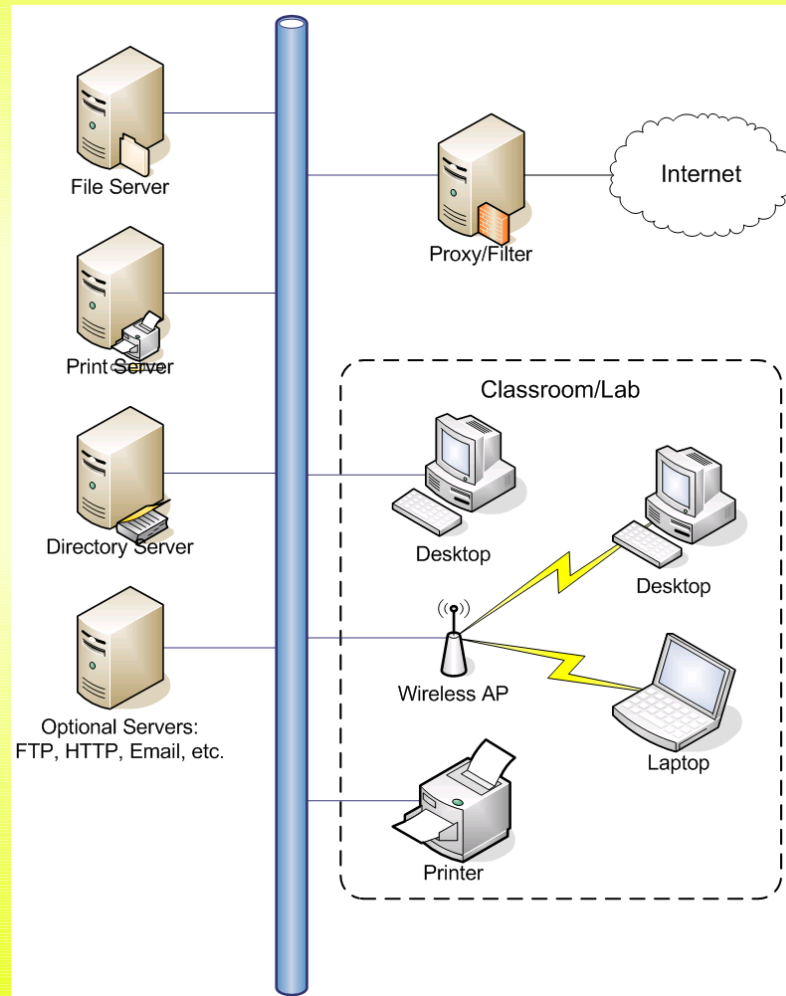 File Server
Internet
Proxy/Filter
Print Server
Classroom/Lab
Directory Server
Desktop
Desktop
Wireless AP
Optional Servers:
FTP, HTTP, Email, etc.
Laptop
Printer